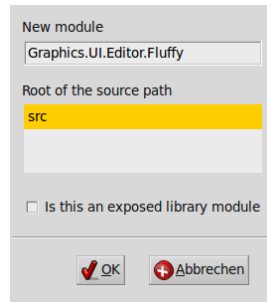 New module
Graphics.UI.Editor.Fluffy
Root of the source path
src
Is this an exposed library module
OK
Abbrechen